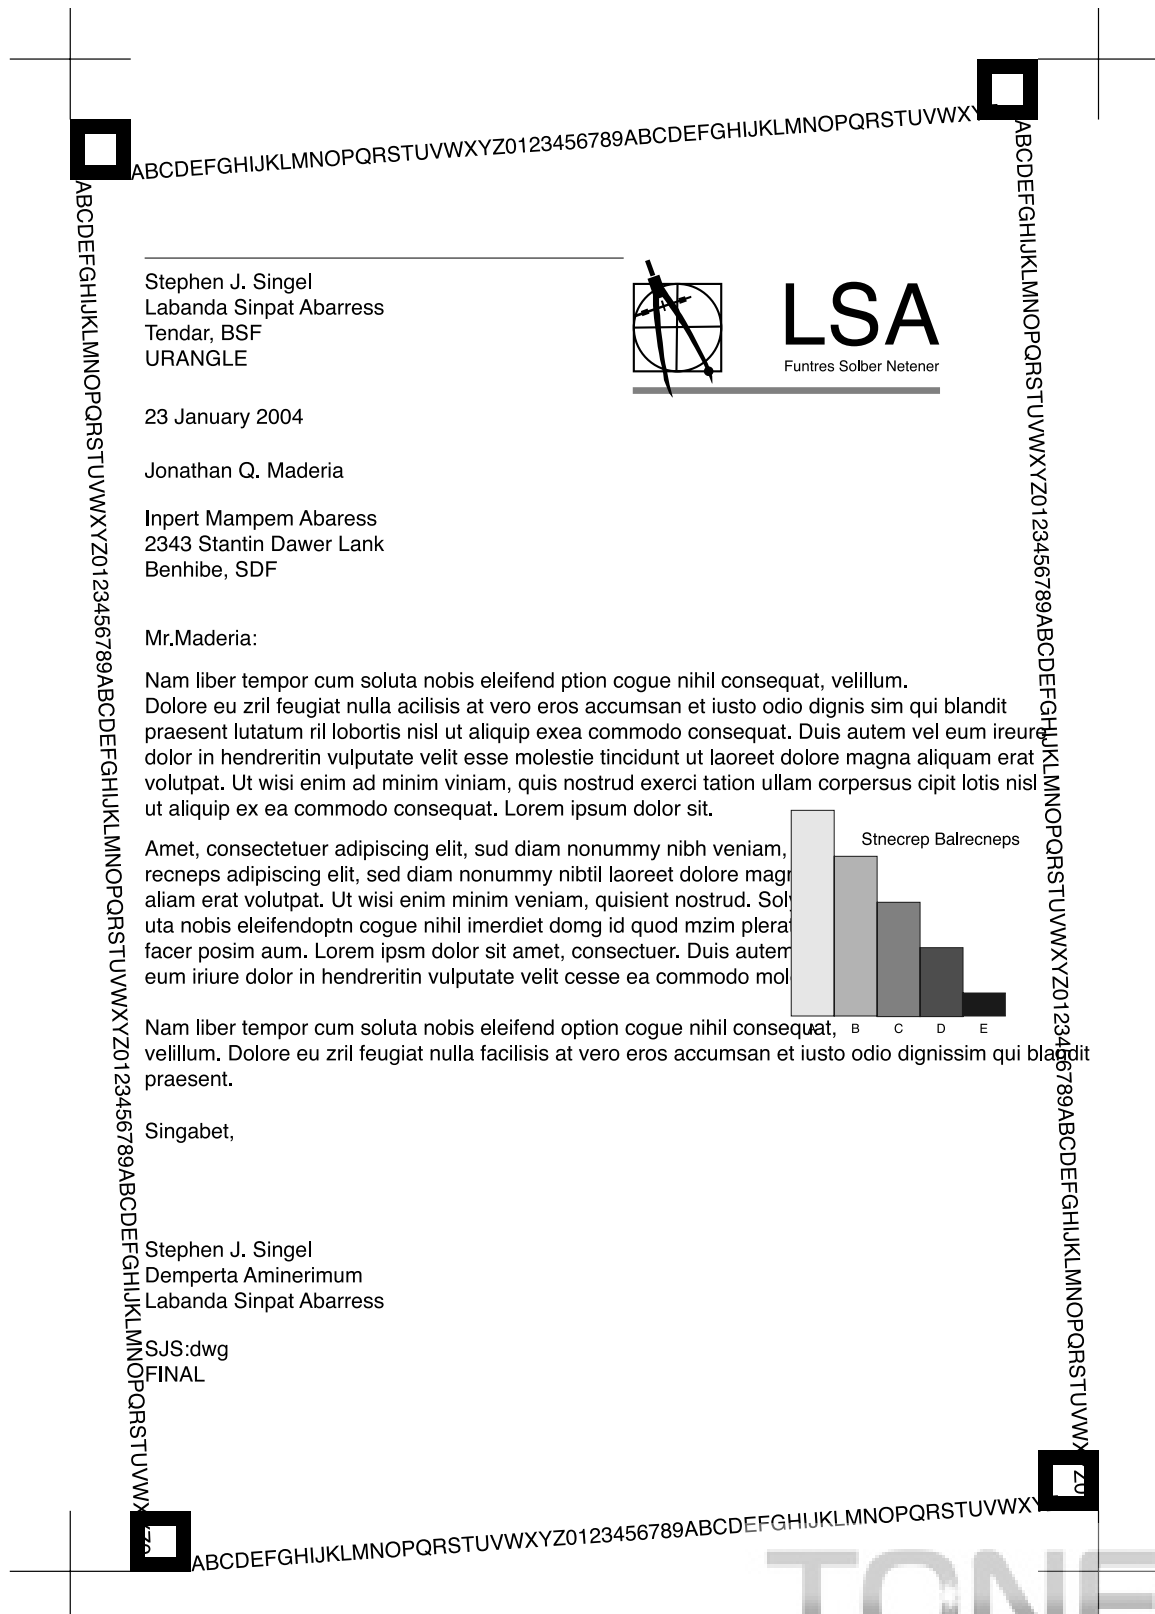 ABCDEFGHIJKLMNOPQRSTUVWXYZ0123456789ABCDEFGHIJKLMNOPQRSTUVWXY
ABCDEFGHIJKLMNOPQRSTUVWXYZ0123456789ABCDEFGHIJKLMNOPQRSTUVWXYZ0123456789ABCDEFGHIJKLMNOPQRSTUVWX
ABCDEFGHIJKLMNOPQRSTUVWXYZ0123456789ABCDEFGHIJKLMNOPQRSTUVWXYZ0123456789ABCDEFGHIJKLMNOPQRSTUVWX
Stephen J. Singel
Labanda Sinpat Abarress
Tendar, BSF
URANGLE
LSA
Funtres Solber Netener
23 January 2004
Jonathan Q. Maderia
Inpert Mampem Abaress
2343 Stantin Dawer Lank
Benhibe, SDF
Mr.Maderia:
Nam liber tempor cum soluta nobis eleifend ption cogue nihil consequat, velillum.
Dolore eu zril feugiat nulla acilisis at vero eros accumsan et iusto odio dignis sim qui blandit
praesent lutatum ril lobortis nisl ut aliquip exea commodo consequat. Duis autem vel eum ireure
dolor in hendreritin vulputate velit esse molestie tincidunt ut laoreet dolore magna aliquam erat
volutpat. Ut wisi enim ad minim viniam, quis nostrud exerci tation ullam corpersus cipit lotis nisl
ut aliquip ex ea commodo consequat. Lorem ipsum dolor sit.
Amet, consectetuer adipiscing elit, sud diam nonummy nibh veniam,
recneps adipiscing elit, sed diam nonummy nibtil laoreet dolore
aliam erat volutpat. Ut wisi enim minim veniam, quisient nostrud.
uta nobis eleifendoptn cogue nihil imerdiet domg id quod mzim
facer posim aum. Lorem ipsm dolor sit amet, consectuer. Duis autem
eum iriure dolor in hendreritin vulputate velit cesse ea commodo
Stnecrep Balrecneps
A B C D E
Nam liber tempor cum soluta nobis eleifend option cogue nihil consequat,
velillum. Dolore eu zril feugiat nulla facilisis at vero eros accumsan et iusto odio dignissim qui blandit
praesent.
Singabet,
Stephen J. Singel
Demperta Aminerimum
Labanda Sinpat Abarress
SJS:dwg
FINAL
ABCDEFGHIJKLMNOPQRSTUVWXYZ0123456789ABCDEFGHIJKLMNOPQRSTUVWXY